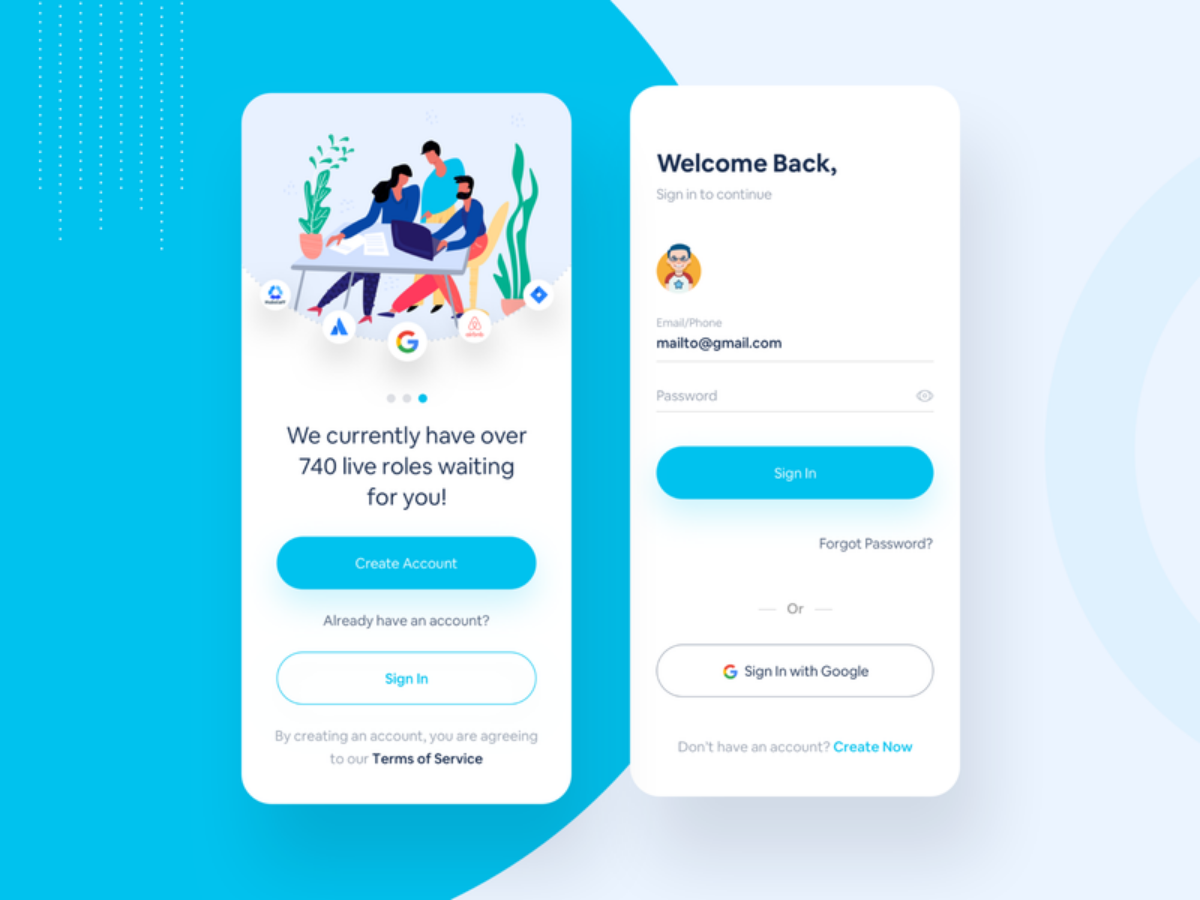 airbnb
We currently have over
740 live roles waiting
for you!
Create Account
Already have an account?
Sign In
By creating an account, you are agreeing
to our Terms of Service
Welcome Back,
Sign in to continue
Email/Phone
mailto@gmail.com
Password
Sign In
Forgot Password?
Or
Sign In with Google
Don't have an account? Create Now